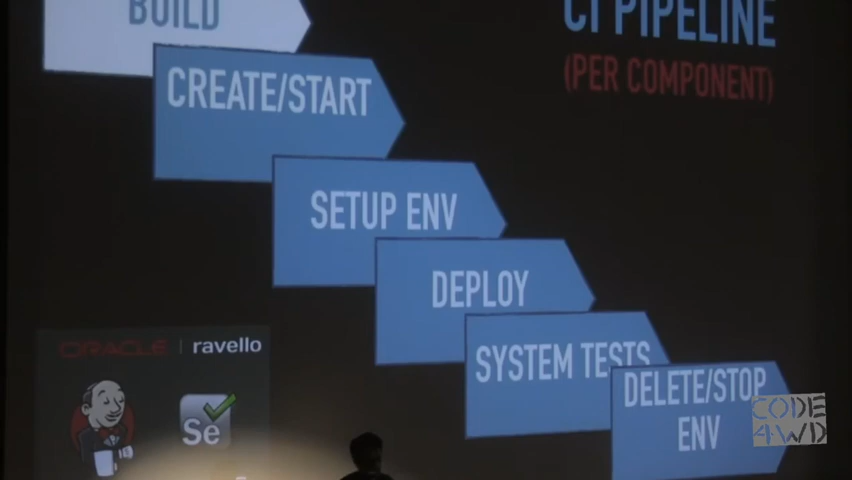 BUILD
CI PIPELINE
(PER COMPONENT)
CREATE/START
SETUP ENV
DEPLOY
SYSTEM TESTS
DELETE/STOP
ENV
ORACLE | ravello
Se
CODE
4WD